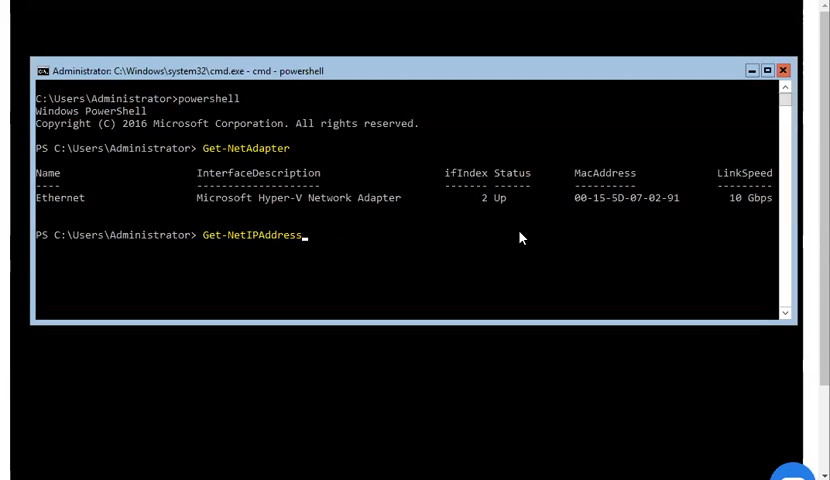 Administrator: C:\Windows\system32\cmd.exe - cmd - powershell
C:\Users\Administrator>powershell
Windows PowerShell
Copyright (C) 2016 Microsoft Corporation. All rights reserved.
PS C:\Users\Administrator> Get-NetAdapter
Name InterfaceDescription ifIndex Status MacAddress LinkSpeed
---- -------------------- ------- ------ ---------- ---------
Ethernet Microsoft Hyper-V Network Adapter 2 Up 00-15-5D-07-02-91 10 Gbps
PS C:\Users\Administrator> Get-NetIPAddress